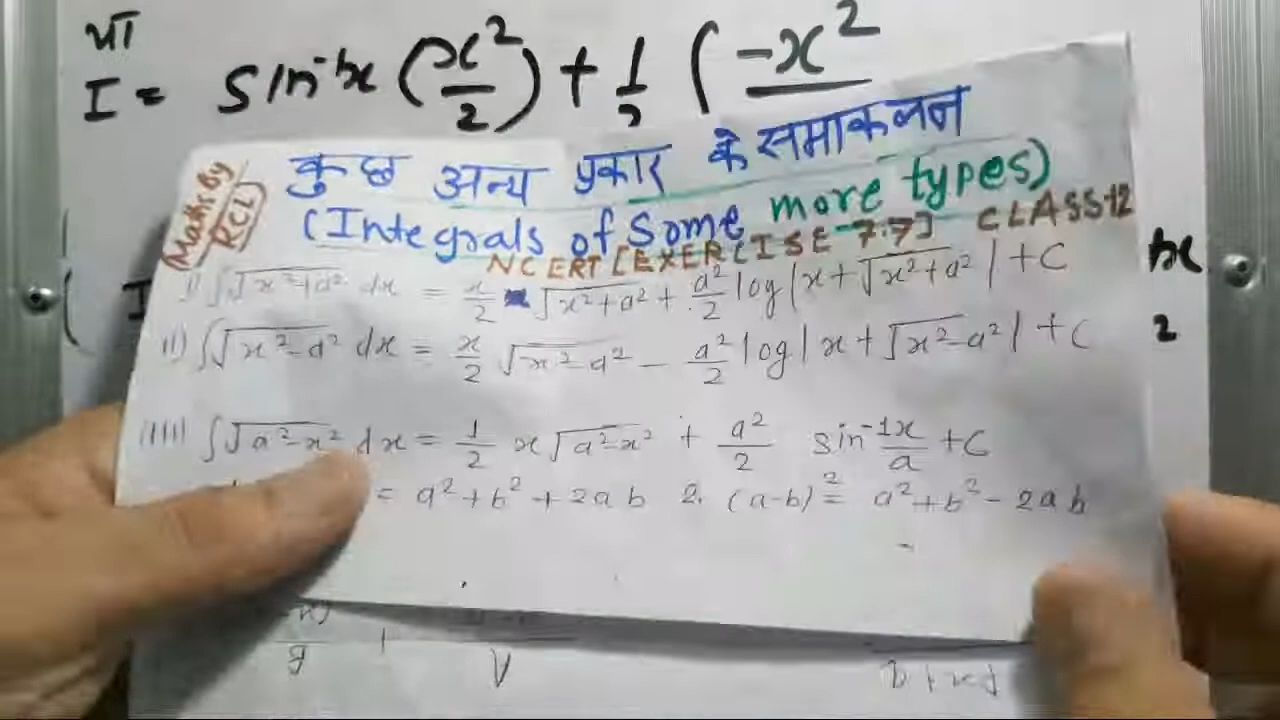 या
I = sin⁻¹x (x²/2) + 1/2 (-x²
Maths By RCL
कुछ अन्य प्रकार के समाकलन
(Integrals of Some more types)
NCERT [EXERCISE-7.7] CLASS-12
I) ∫√x²+a² dx = x/2 √x²+a² + a²/2 log|x+√x²+a²| + C
II) ∫√x²-a² dx = x/2 √x²-a² - a²/2 log|x+√x²-a²| + C
(III) ∫√a²-x² dx = 1/2 x√a²-x² + a²/2 sin⁻¹x/a + C
= a²+b²+2ab 2. (a-b)² = a²+b²-2ab